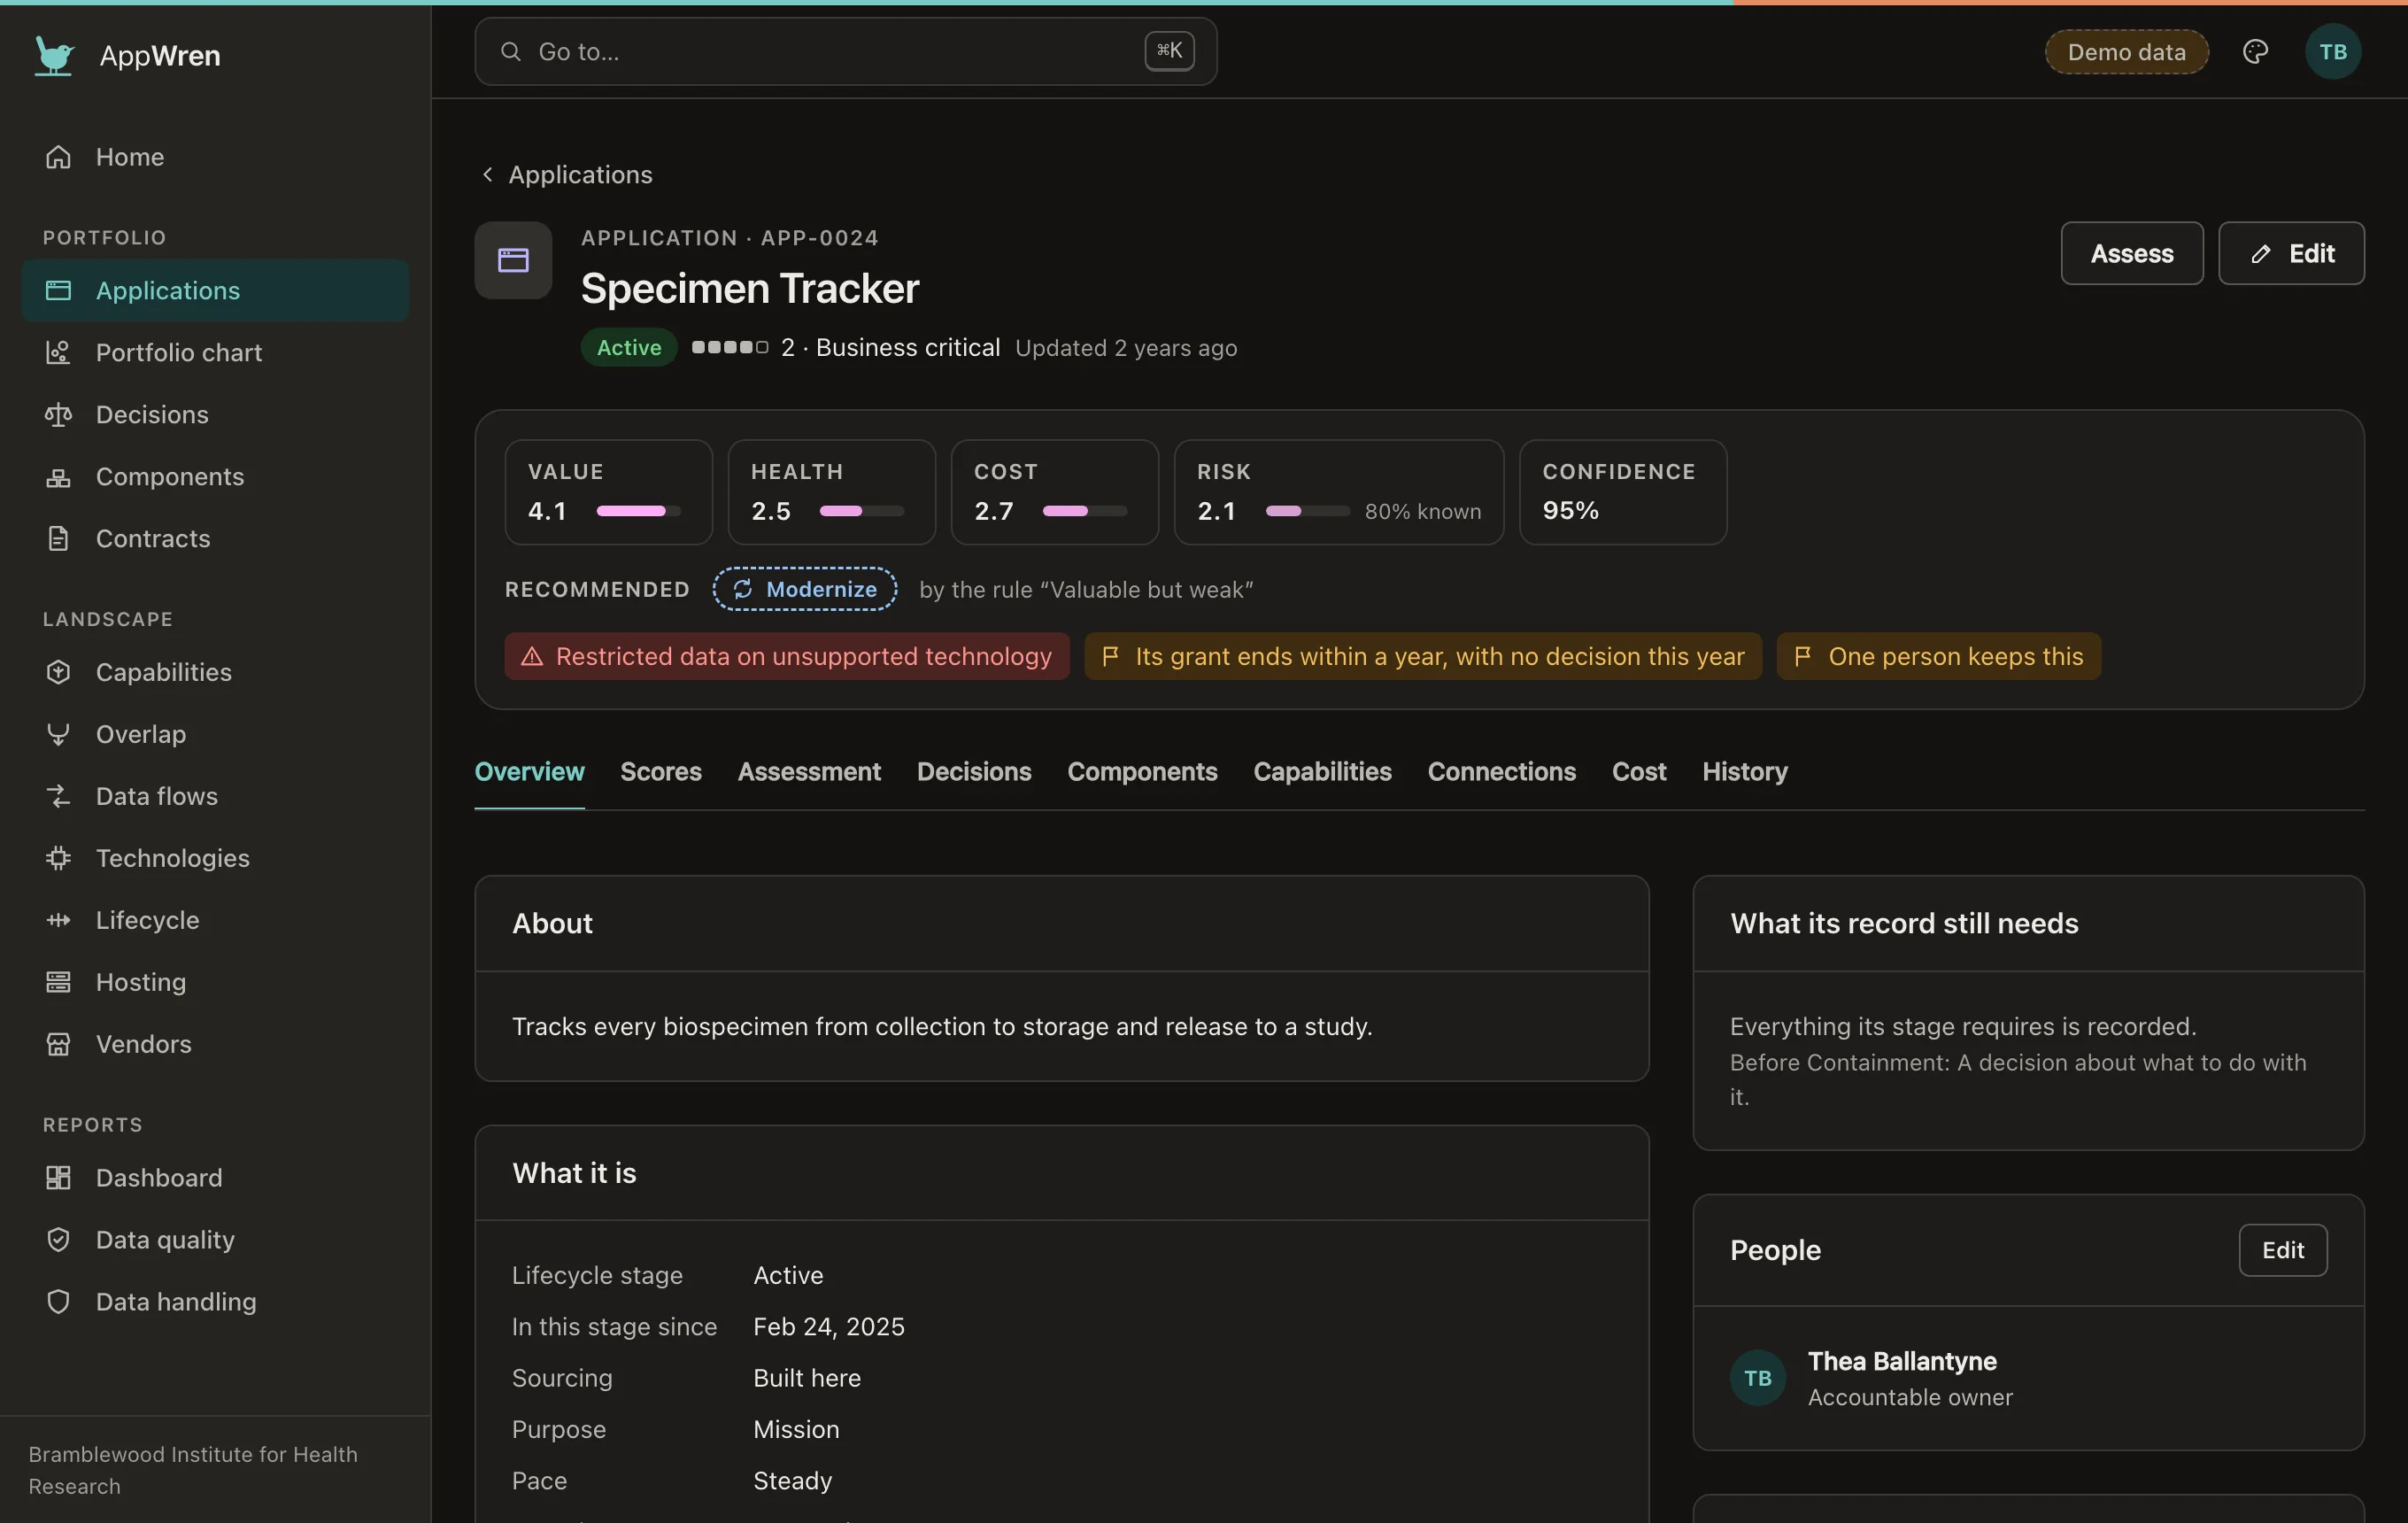 AppWren
Go to...
⌘K
Demo data
TB
Home
PORTFOLIO
Applications
Portfolio chart
Decisions
Components
Contracts
LANDSCAPE
Capabilities
Overlap
Data flows
Technologies
Lifecycle
Hosting
Vendors
REPORTS
Dashboard
Data quality
Data handling
Bramblewood Institute for Health
Research
Applications
APPLICATION · APP-0024
Specimen Tracker
Active 2 · Business critical Updated 2 years ago
Assess
Edit
VALUE
4.1
HEALTH
2.5
COST
2.7
RISK
2.1 80% known
CONFIDENCE
95%
RECOMMENDED Modernize by the rule “Valuable but weak”
Restricted data on unsupported technology
Its grant ends within a year, with no decision this year
One person keeps this
Overview Scores Assessment Decisions Components Capabilities Connections Cost History
About
Tracks every biospecimen from collection to storage and release to a study.
What it is
Lifecycle stage Active
In this stage since Feb 24, 2025
Sourcing Built here
Purpose Mission
Pace Steady
What its record still needs
Everything its stage requires is recorded.
Before Containment: A decision about what to do with
it.
People
Edit
TB
Thea Ballantyne
Accountable owner